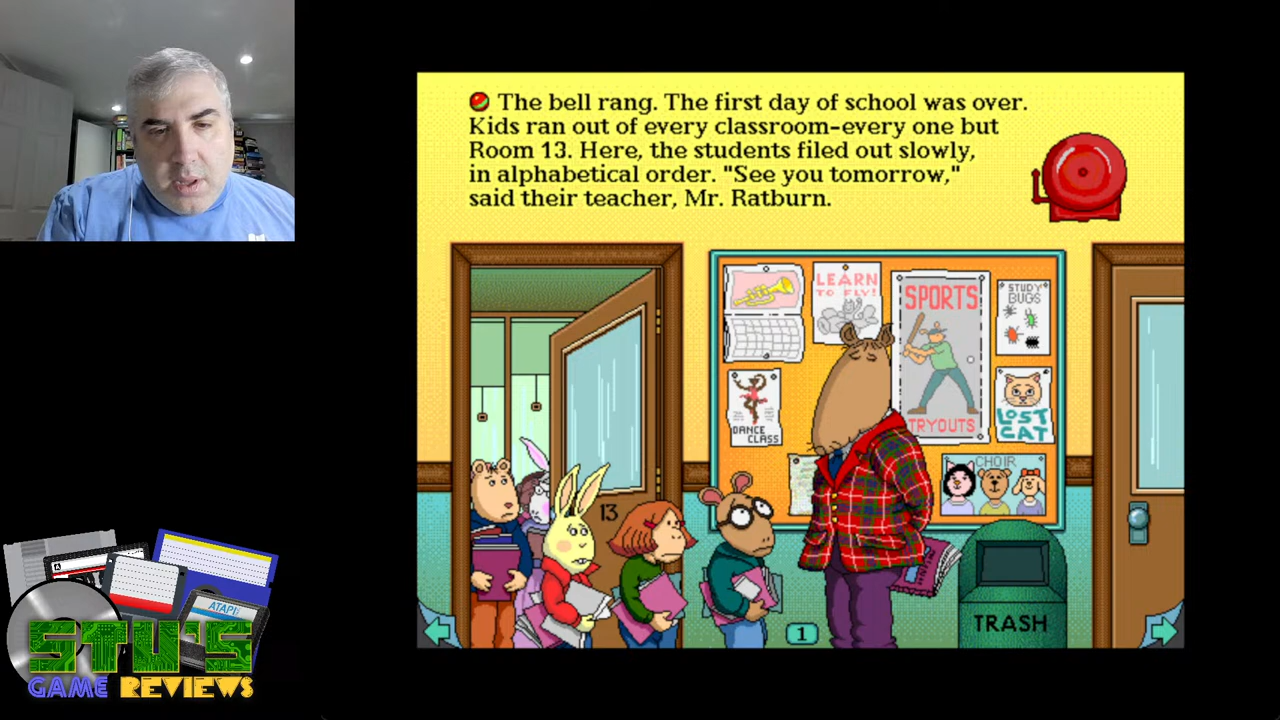 The bell rang. The first day of school was over.
Kids ran out of every classroom-every one but
Room 13. Here, the students filed out slowly,
in alphabetical order. "See you tomorrow,"
said their teacher, Mr. Ratburn.
LEARN
TO FLY!
SPORTS
TRYOUTS
STUDY
BUGS
DANCE
CLASS
LOST
CAT
CHOIR
13
TRASH
1
ATAPI
STU'S
GAME REVIEWS